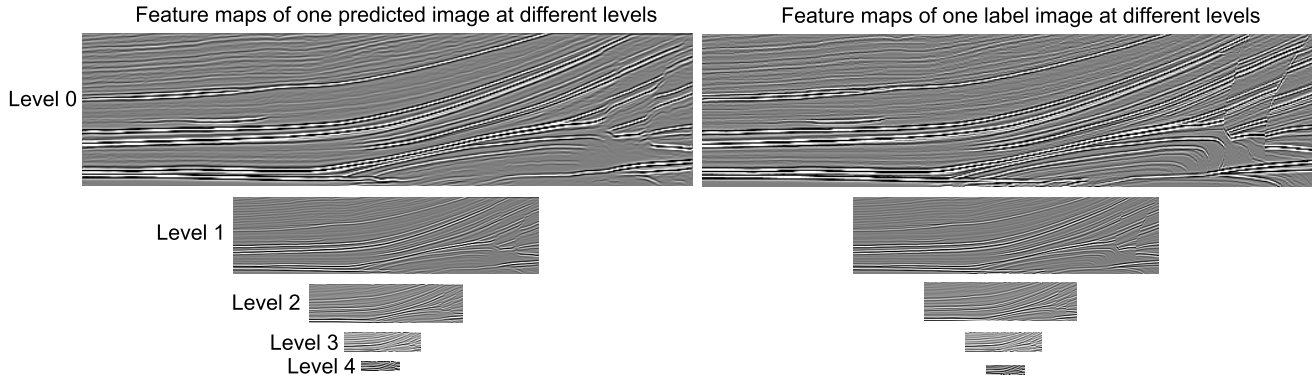 Feature maps of one predicted image at different levels
Feature maps of one label image at different levels
Level 0
Level 1
Level 2
Level 3
Level 4